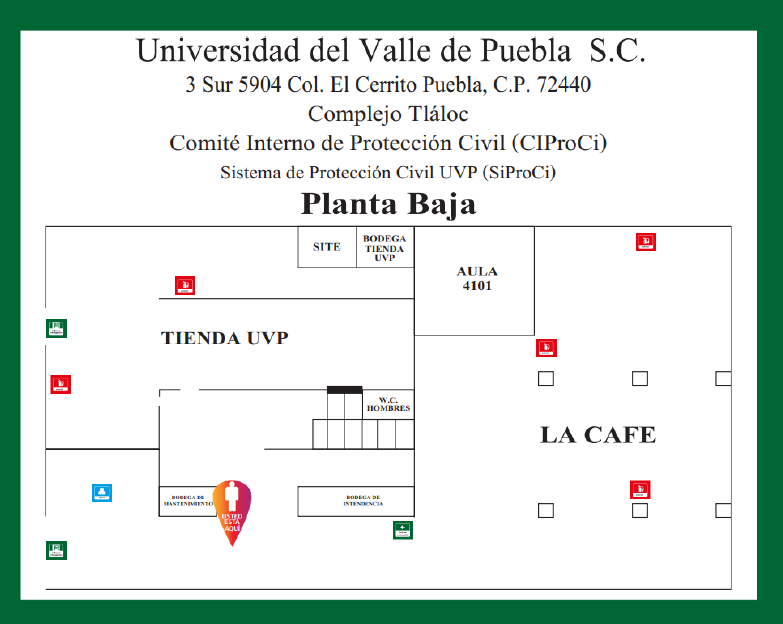 Universidad del Valle de Puebla S.C.
3 Sur 5904 Col. El Cerrito Puebla, C.P. 72440
Complejo Tláloc
Comité Interno de Protección Civil (CIProCi)
Sistema de Protección Civil UVP (SiProCi)
Planta Baja
SITE
BODEGA
TIENDA
UVP
AULA
4101
TIENDA UVP
W.C.
HOMBRES
LA CAFE
BODEGA DE
MANTENIMIENTO
USTED
ESTÁ
AQUÍ
BODEGA DE
INTENDENCIA